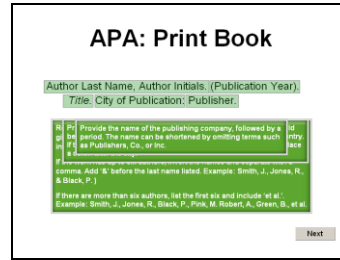 APA: Print Book
Author Last Name, Author Initials. (Publication Year).
Title. City of Publication: Publisher.
Provide the name of the publishing company, followed by a
period. The name can be shortened by omitting terms such
as Publishers, Co., or Inc.
comma. Add '&' before the last name listed. Example: Smith, J., Jones, R.,
& Black, P. )
If there are more than six authors, list the first six and include 'et al.'.
Example: Smith, J., Jones, R., Black, P., Pink, M. Robert, A., Green, B., et al.
Next